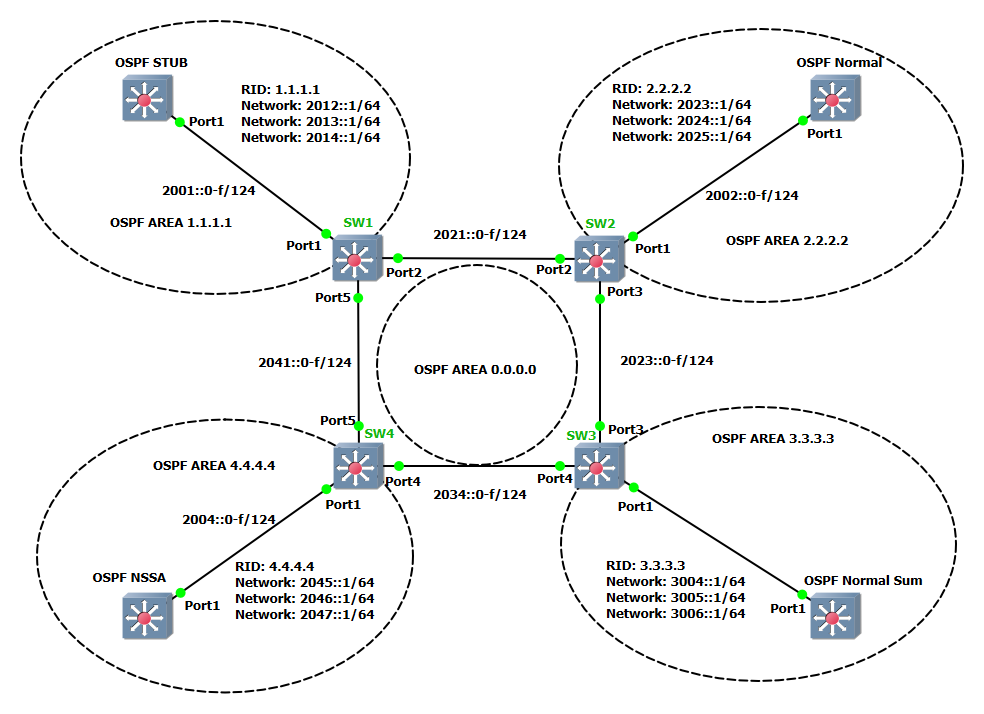 OSPF STUB
RID: 1.1.1.1
Network: 2012::1/64
Network: 2013::1/64
Network: 2014::1/64
Port1
2001::0-f/124
OSPF AREA 1.1.1.1
SW1
Port1
Port2
Port5
2021::0-f/124
OSPF Normal
RID: 2.2.2.2
Network: 2023::1/64
Network: 2024::1/64
Network: 2025::1/64
Port1
2002::0-f/124
OSPF AREA 2.2.2.2
SW2
Port1
Port2
Port3
2041::0-f/124
OSPF AREA 0.0.0.0
2023::0-f/124
Port5
SW4
Port4
Port1
OSPF AREA 4.4.4.4
2004::0-f/124
OSPF NSSA
Port1
RID: 4.4.4.4
Network: 2045::1/64
Network: 2046::1/64
Network: 2047::1/64
2034::0-f/124
Port3
SW3
Port4
Port1
OSPF AREA 3.3.3.3
RID: 3.3.3.3
Network: 3004::1/64
Network: 3005::1/64
Network: 3006::1/64
OSPF Normal Sum
Port1